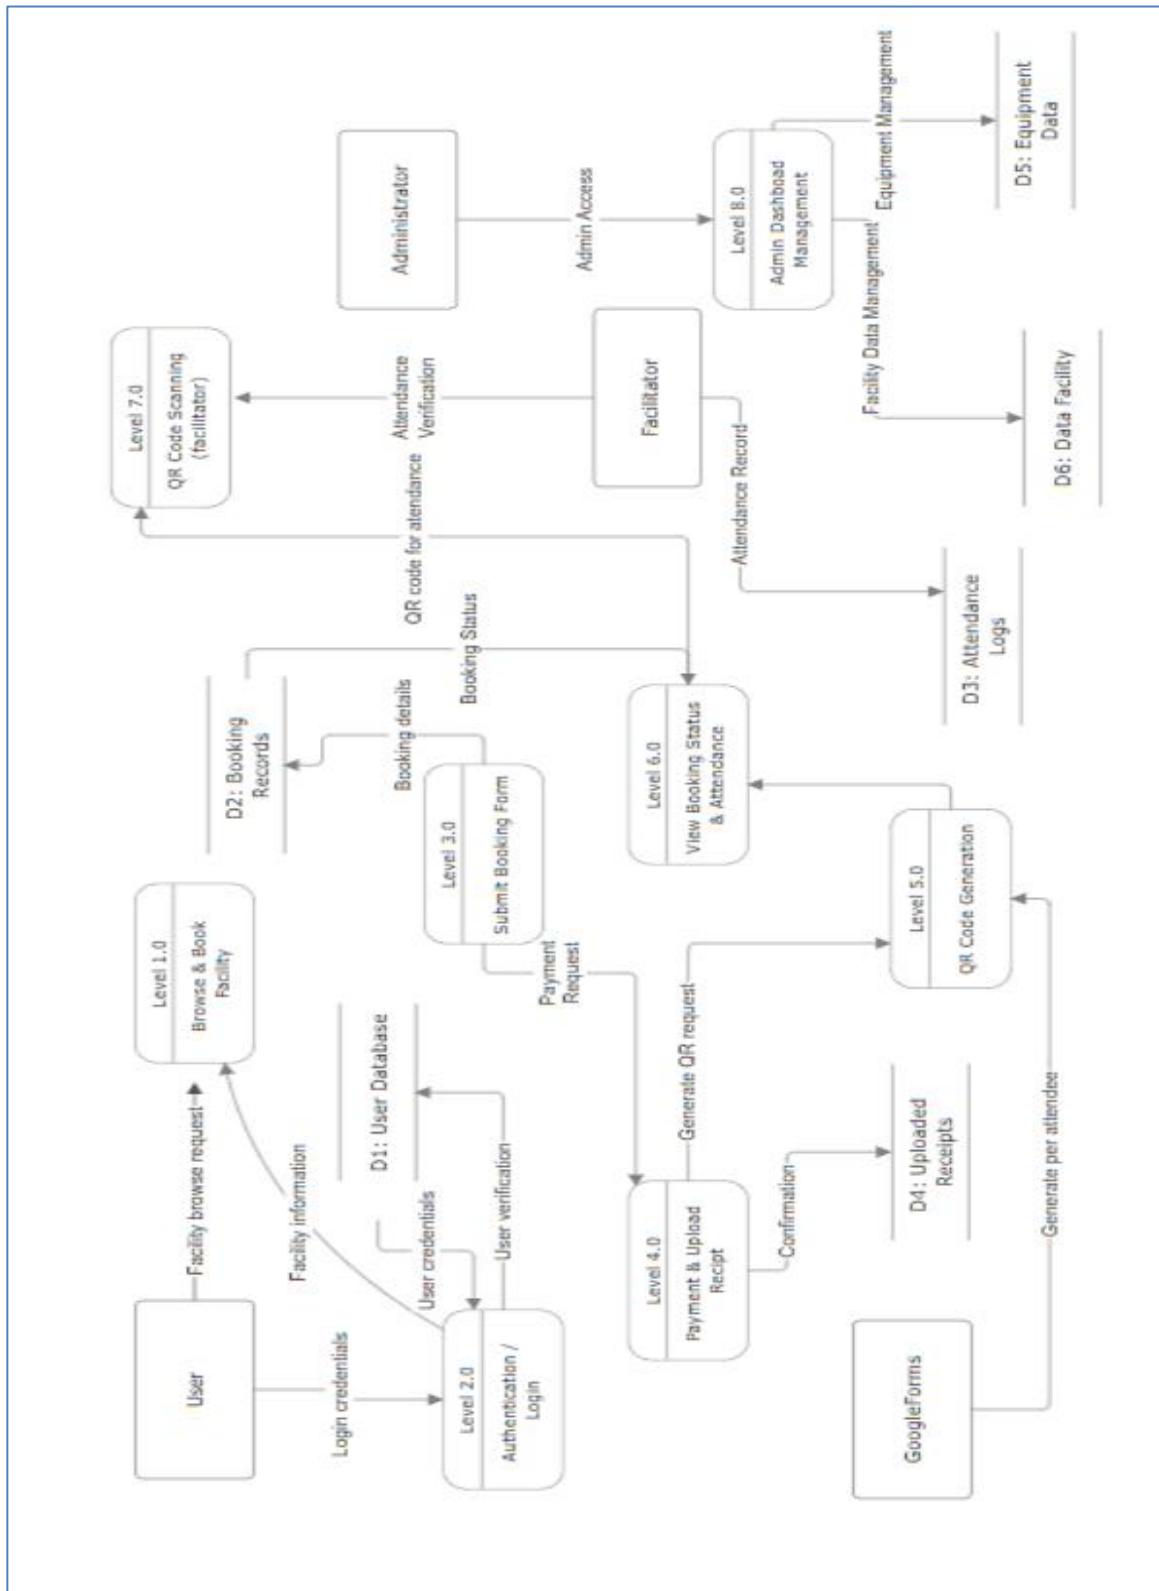 User
Facility browse request
Level 1.0
Browse & Book
Facility
D2: Booking
Records
Level 7.0
QR Code Scanning
(facilitator)
Facility information
Login credentials
D1: User Database
User credentials
User verification
Level 2.0
Authentication /
Login
Booking details
Level 3.0
Submit Booking Form
Booking Status
QR code for atendance
Attendance
Verification
Administrator
Payment
Request
Admin Access
Level 4.0
Payment & Upload
Recipt
Generate QR request
Level 6.0
View Booking Status
& Attendance
Facilitator
Attendance Record
Level 8.0
Admin Dashboad
Management
Confirmation
Facility Data Management
Equipment Management
D4: Uploaded
Receipts
Level 5.0
QR Code Generation
D3: Attendance
Logs
D5: Equipment
Data
GoogleForms
Generate per attendee
D6: Data Facility